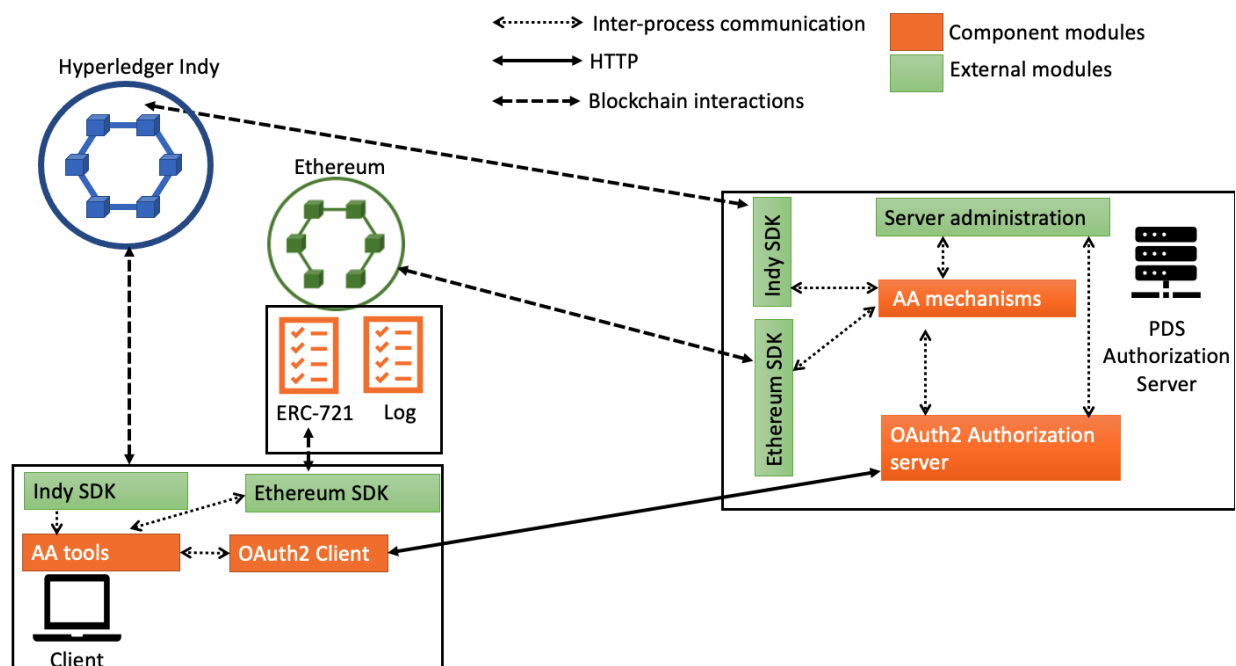 Inter-process communication
HTTP
Blockchain interactions
Component modules
External modules
Hyperledger Indy
Ethereum
ERC-721
Log
Indy SDK
Ethereum SDK
AA tools
OAuth2 Client
Client
Indy SDK
Ethereum SDK
Server administration
AA mechanisms
OAuth2 Authorization
server
PDS
Authorization
Server